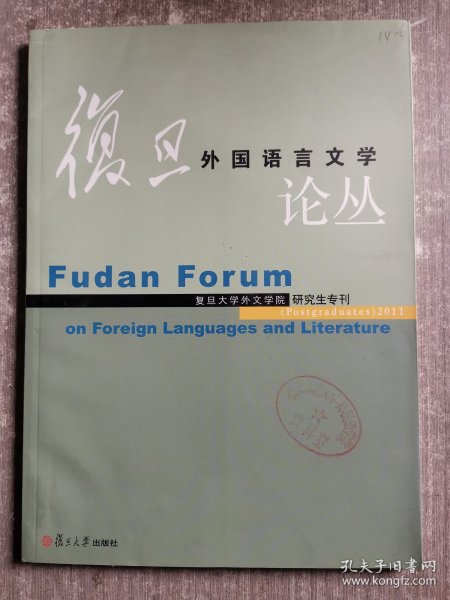 復旦
外国语言文学
论丛
Fudan Forum
复旦大学外文学院 研究生专刊
(Postgraduates)2011
on Foreign Languages and Literature
復旦大学出版社
孔夫子旧书网
www.kongfz.com